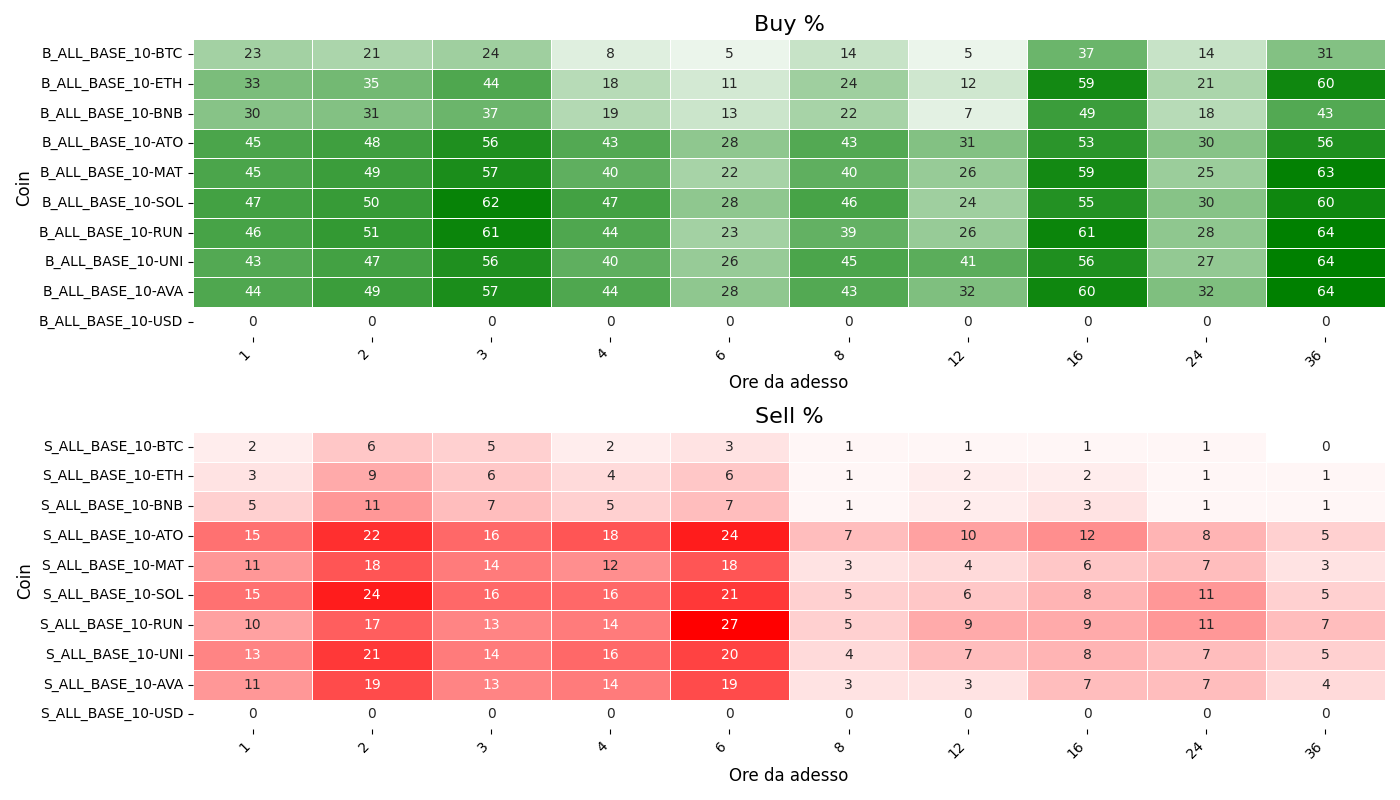 Buy %
Coin
B_ALL_BASE_10-BTC 23 21 24 8 5 14 5 37 14 31
B_ALL_BASE_10-ETH 33 35 44 18 11 24 12 59 21 60
B_ALL_BASE_10-BNB 30 31 37 19 13 22 7 49 18 43
B_ALL_BASE_10-ATO 45 48 56 43 28 43 31 53 30 56
B_ALL_BASE_10-MAT 45 49 57 40 22 40 26 59 25 63
B_ALL_BASE_10-SOL 47 50 62 47 28 46 24 55 30 60
B_ALL_BASE_10-RUN 46 51 61 44 23 39 26 61 28 64
B_ALL_BASE_10-UNI 43 47 56 40 26 45 41 56 27 64
B_ALL_BASE_10-AVA 44 49 57 44 28 43 32 60 32 64
B_ALL_BASE_10-USD 0 0 0 0 0 0 0 0 0 0
1 2 3 4 6 8 12 16 24 36
Ore da adesso
Sell %
Coin
S_ALL_BASE_10-BTC 2 6 5 2 3 1 1 1 1 0
S_ALL_BASE_10-ETH 3 9 6 4 6 1 2 2 1 1
S_ALL_BASE_10-BNB 5 11 7 5 7 1 2 3 1 1
S_ALL_BASE_10-ATO 15 22 16 18 24 7 10 12 8 5
S_ALL_BASE_10-MAT 11 18 14 12 18 3 4 6 7 3
S_ALL_BASE_10-SOL 15 24 16 16 21 5 6 8 11 5
S_ALL_BASE_10-RUN 10 17 13 14 27 5 9 9 11 7
S_ALL_BASE_10-UNI 13 21 14 16 20 4 7 8 7 5
S_ALL_BASE_10-AVA 11 19 13 14 19 3 3 7 7 4
S_ALL_BASE_10-USD 0 0 0 0 0 0 0 0 0 0
1 2 3 4 6 8 12 16 24 36
Ore da adesso